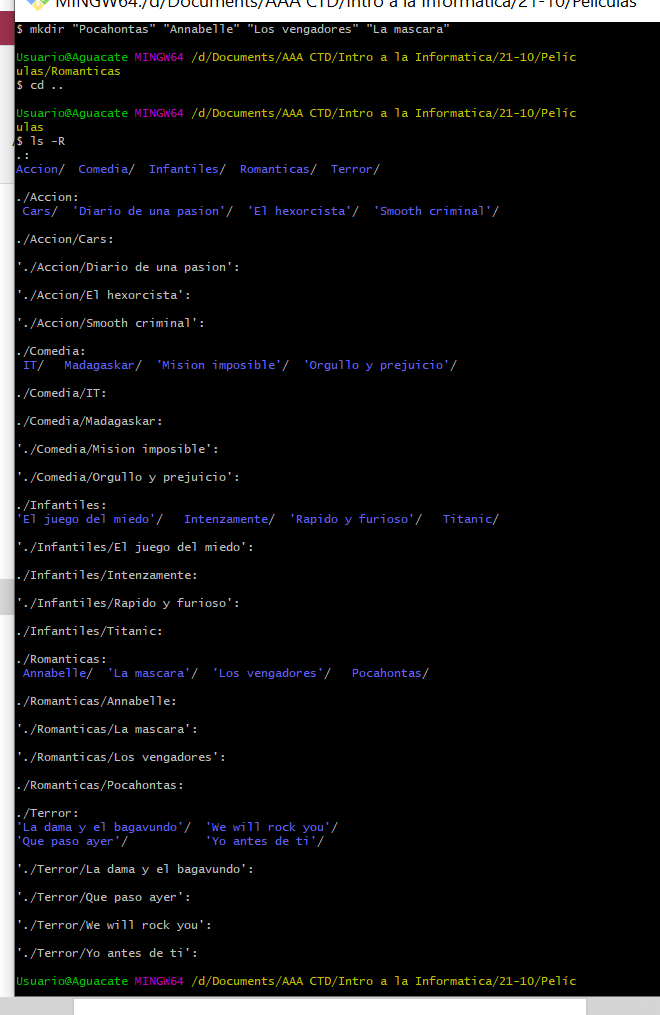 MINGW64:/d/Documents/AAA CTD/Intro a la Informatica/21-10/Peliculas
$ mkdir "Pocahontas" "Annabelle" "Los vengadores" "La mascara"
Usuario@Aguacate MINGW64 /d/Documents/AAA CTD/Intro a la Informatica/21-10/Pelic
ulas/Romanticas
$ cd ..
Usuario@Aguacate MINGW64 /d/Documents/AAA CTD/Intro a la Informatica/21-10/Pelic
ulas
$ ls -R
.:
Accion/  Comedia/  Infantiles/  Romanticas/  Terror/
./Accion:
Cars/  'Diario de una pasion'/  'El hexorcista'/  'Smooth criminal'/
./Accion/Cars:
'./Accion/Diario de una pasion':
'./Accion/El hexorcista':
'./Accion/Smooth criminal':
./Comedia:
IT/   Madagaskar/  'Mision imposible'/  'Orgullo y prejuicio'/
./Comedia/IT:
./Comedia/Madagaskar:
'./Comedia/Mision imposible':
'./Comedia/Orgullo y prejuicio':
./Infantiles:
'El juego del miedo'/   Intenzamente/  'Rapido y furioso'/   Titanic/
'./Infantiles/El juego del miedo':
./Infantiles/Intenzamente:
'./Infantiles/Rapido y furioso':
./Infantiles/Titanic:
./Romanticas:
Annabelle/  'La mascara'/  'Los vengadores'/   Pocahontas/
./Romanticas/Annabelle:
'./Romanticas/La mascara':
'./Romanticas/Los vengadores':
./Romanticas/Pocahontas:
./Terror:
'La dama y el bagavundo'/  'We will rock you'/
'Que paso ayer'/           'Yo antes de ti'/
'./Terror/La dama y el bagavundo':
'./Terror/Que paso ayer':
'./Terror/We will rock you':
'./Terror/Yo antes de ti':
Usuario@Aguacate MINGW64 /d/Documents/AAA CTD/Intro a la Informatica/21-10/Pelic